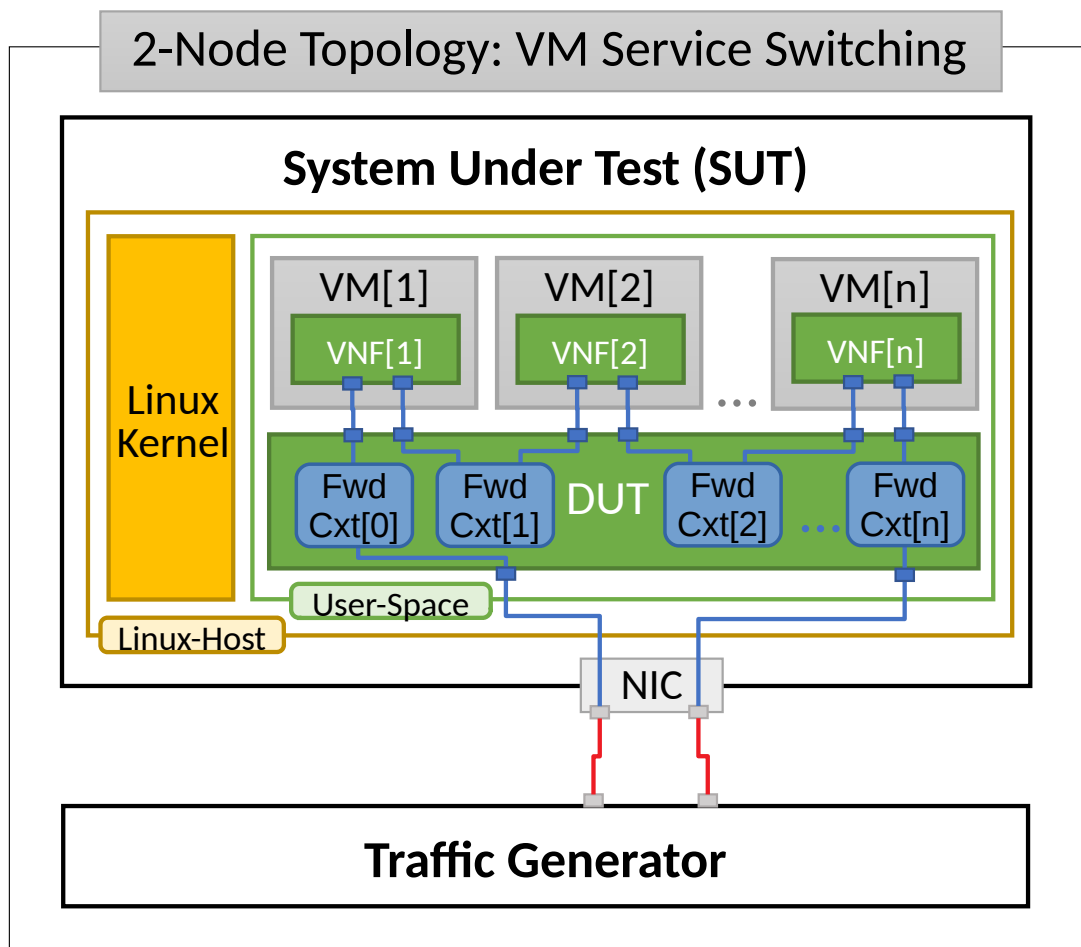 2-Node Topology: VM Service Switching
System Under Test (SUT)
VM[1]
VM[2]
VM[n]
VNF[1]
VNF[2]
VNF[n]
...
Linux
Kernel
Fwd
Cxt[0]
Fwd
Cxt[1]
DUT
Fwd
Cxt[2]
...
Fwd
Cxt[n]
User-Space
Linux-Host
NIC
Traffic Generator